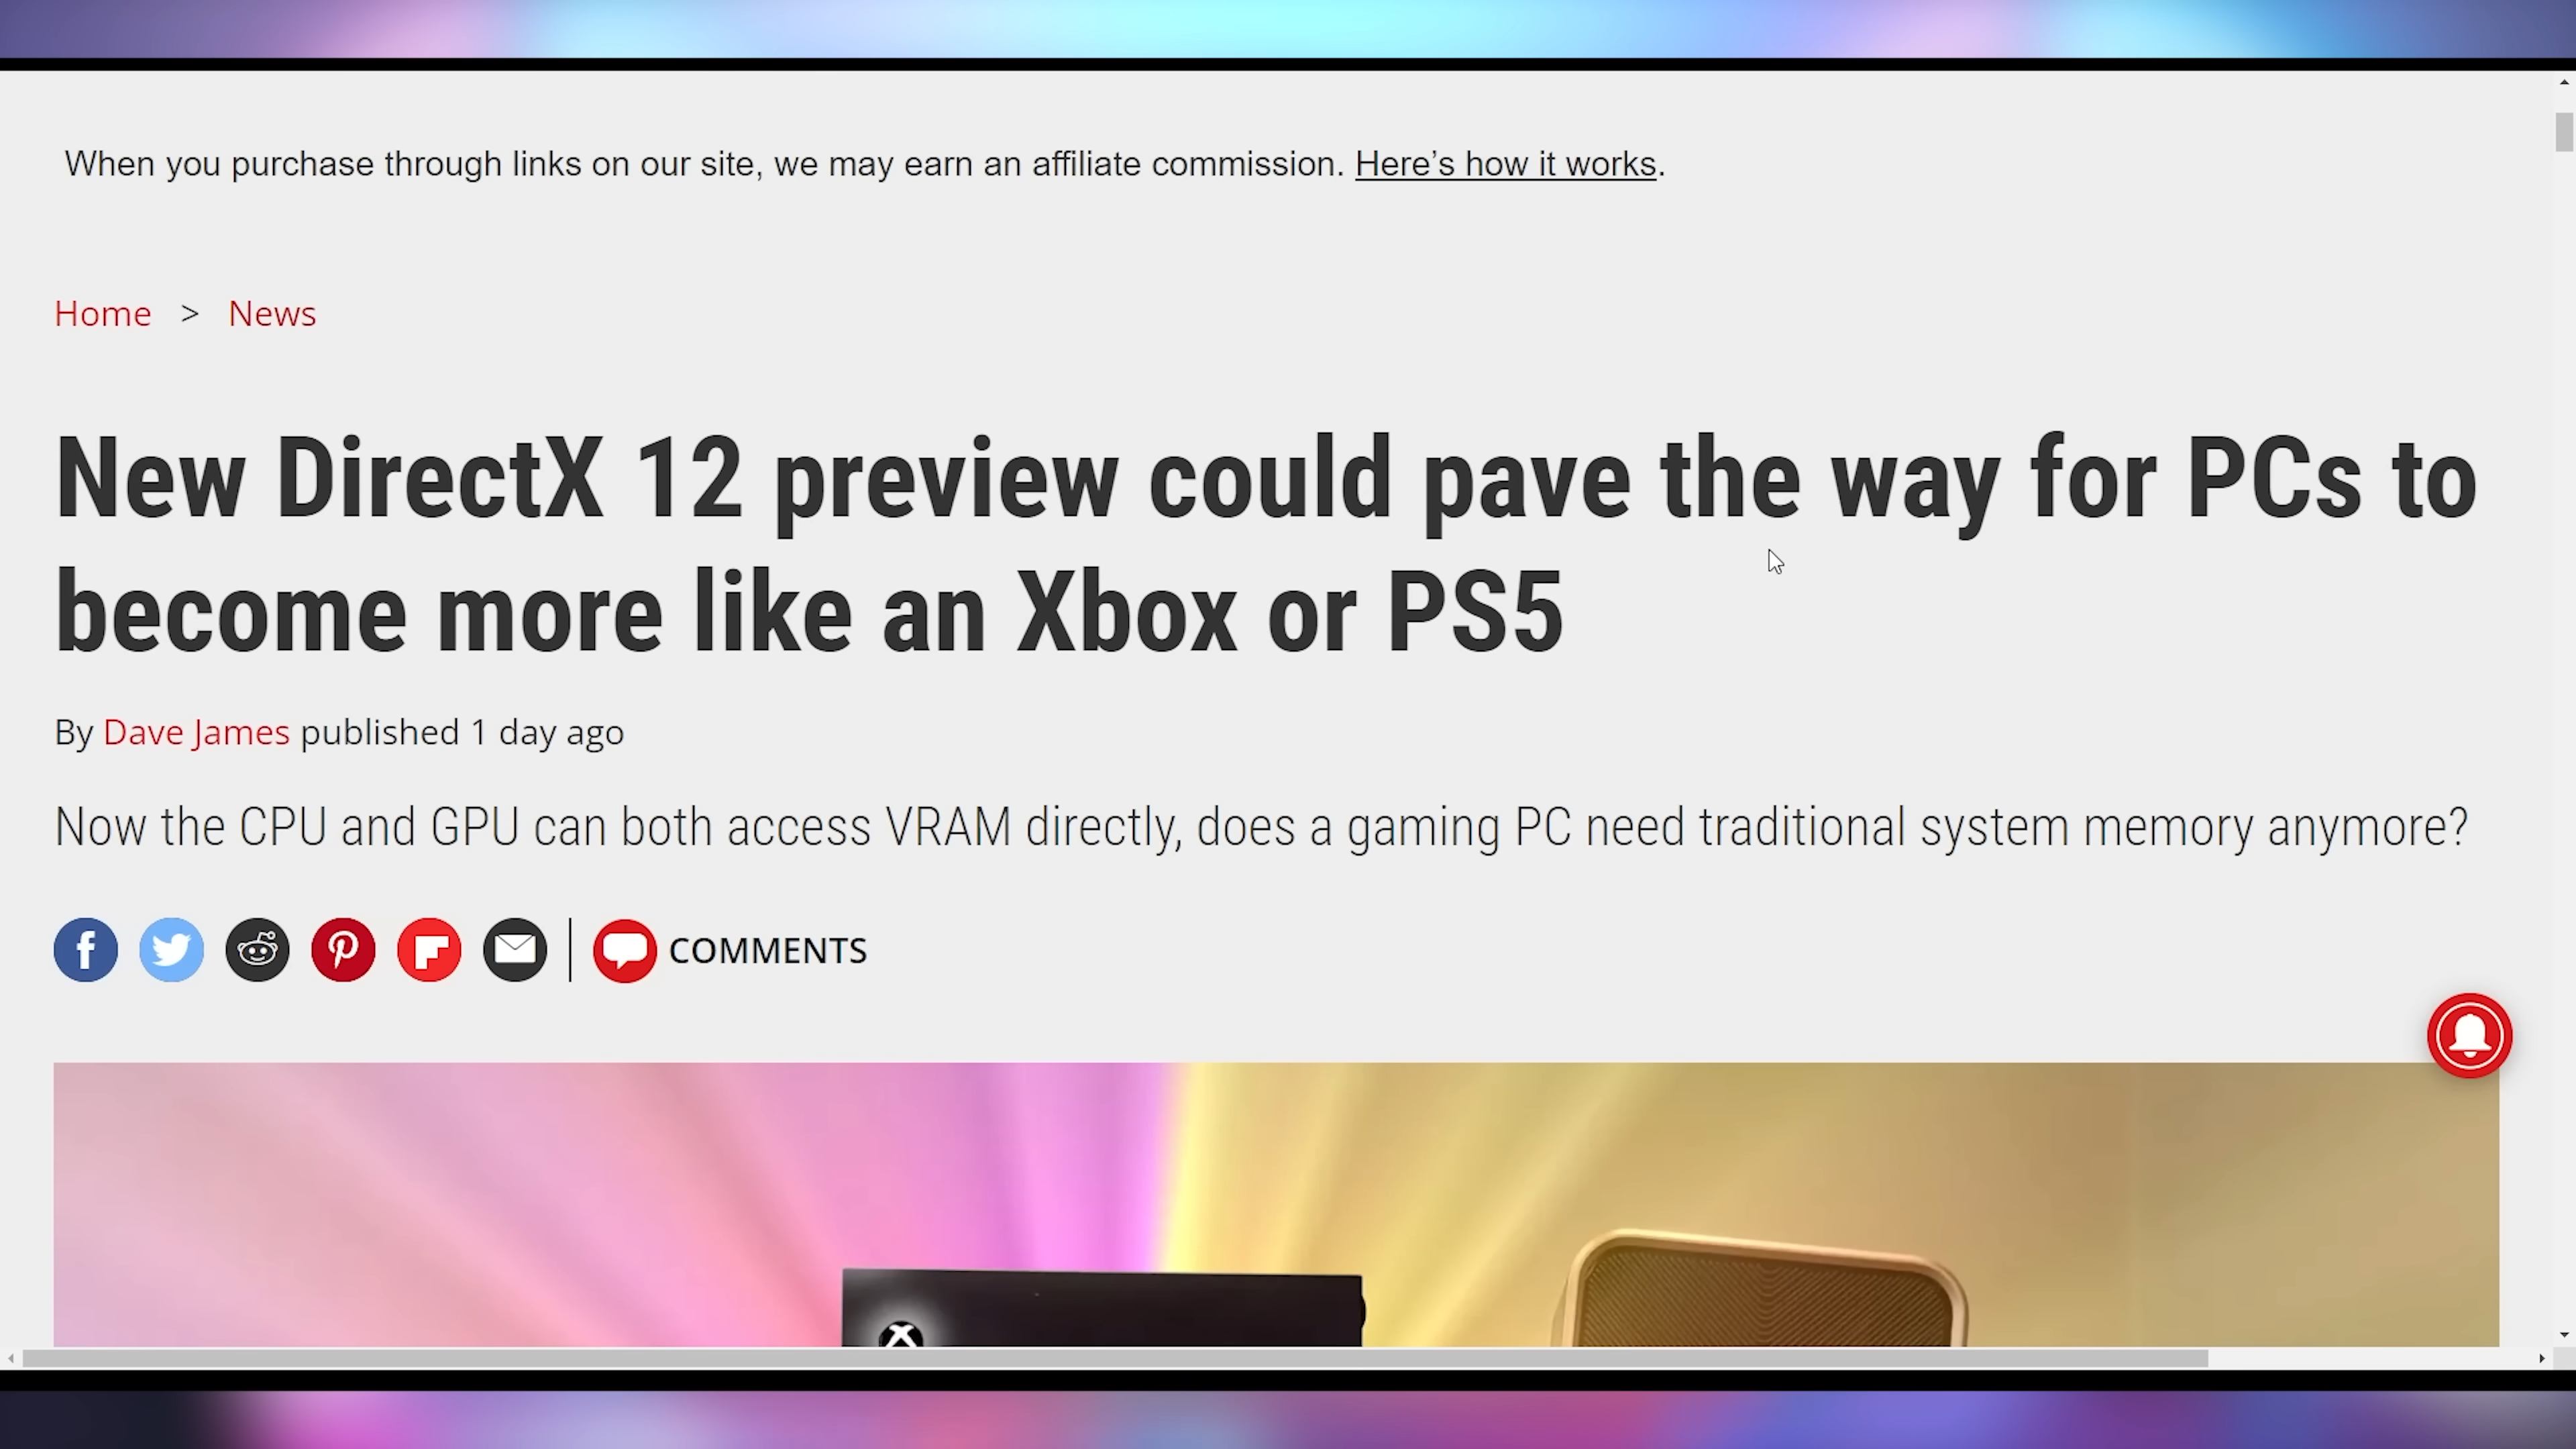 When you purchase through links on our site, we may earn an affiliate commission. Here’s how it works.
Home > News
New DirectX 12 preview could pave the way for PCs to
become more like an Xbox or PS5
By Dave James published 1 day ago
Now the CPU and GPU can both access VRAM directly, does a gaming PC need traditional system memory anymore?
COMMENTS